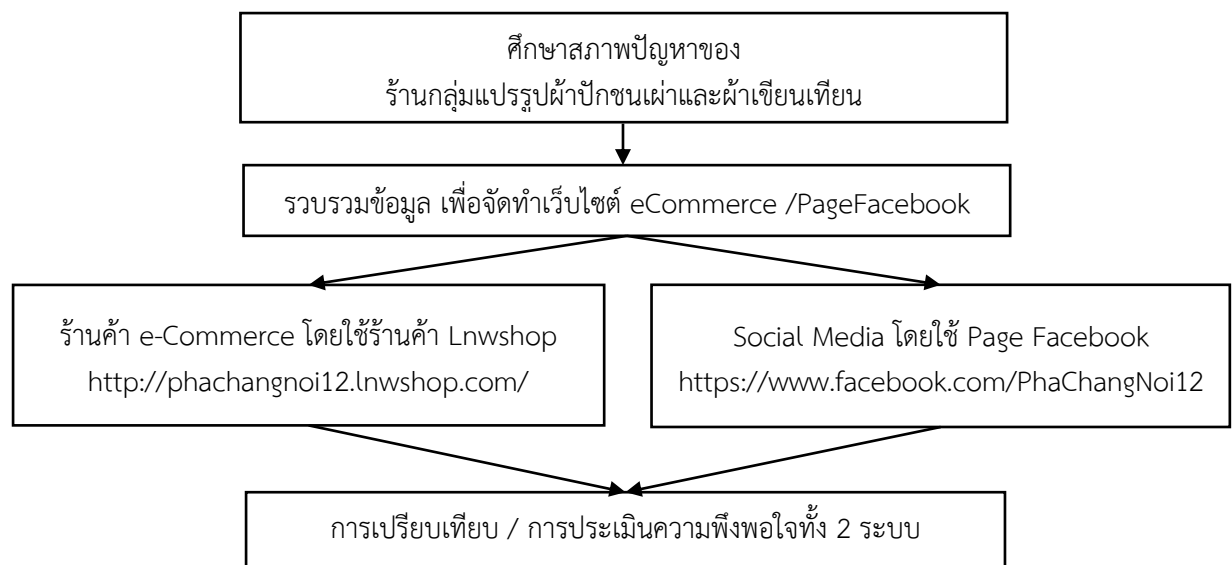 ศึกษาสภาพปัญหาของ
ร้านกลุ่มแปรรูปผ้าปักชนเผ่าและผ้าเขียนเทียน
รวบรวมข้อมูล เพื่อจัดทำเว็บไซต์ eCommerce /PageFacebook
ร้านค้า e-Commerce โดยใช้ร้านค้า Lnwshop
http://phachangnoi12.lnwshop.com/
Social Media โดยใช้ Page Facebook
https://www.facebook.com/PhaChangNoi12
การเปรียบเทียบ / การประเมินความพึงพอใจทั้ง 2 ระบบ